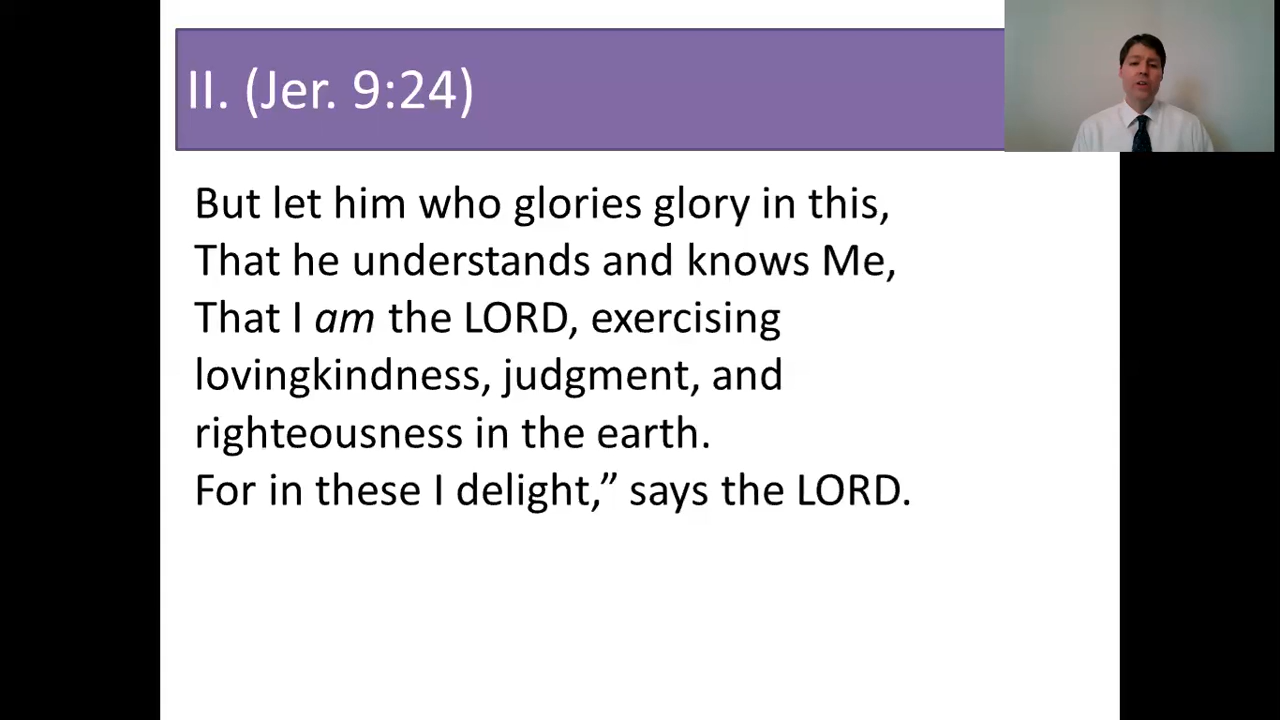 II. (Jer. 9:24)
But let him who glories glory in this,
That he understands and knows Me,
That I am the LORD, exercising
lovingkindness, judgment, and
righteousness in the earth.
For in these I delight,” says the LORD.